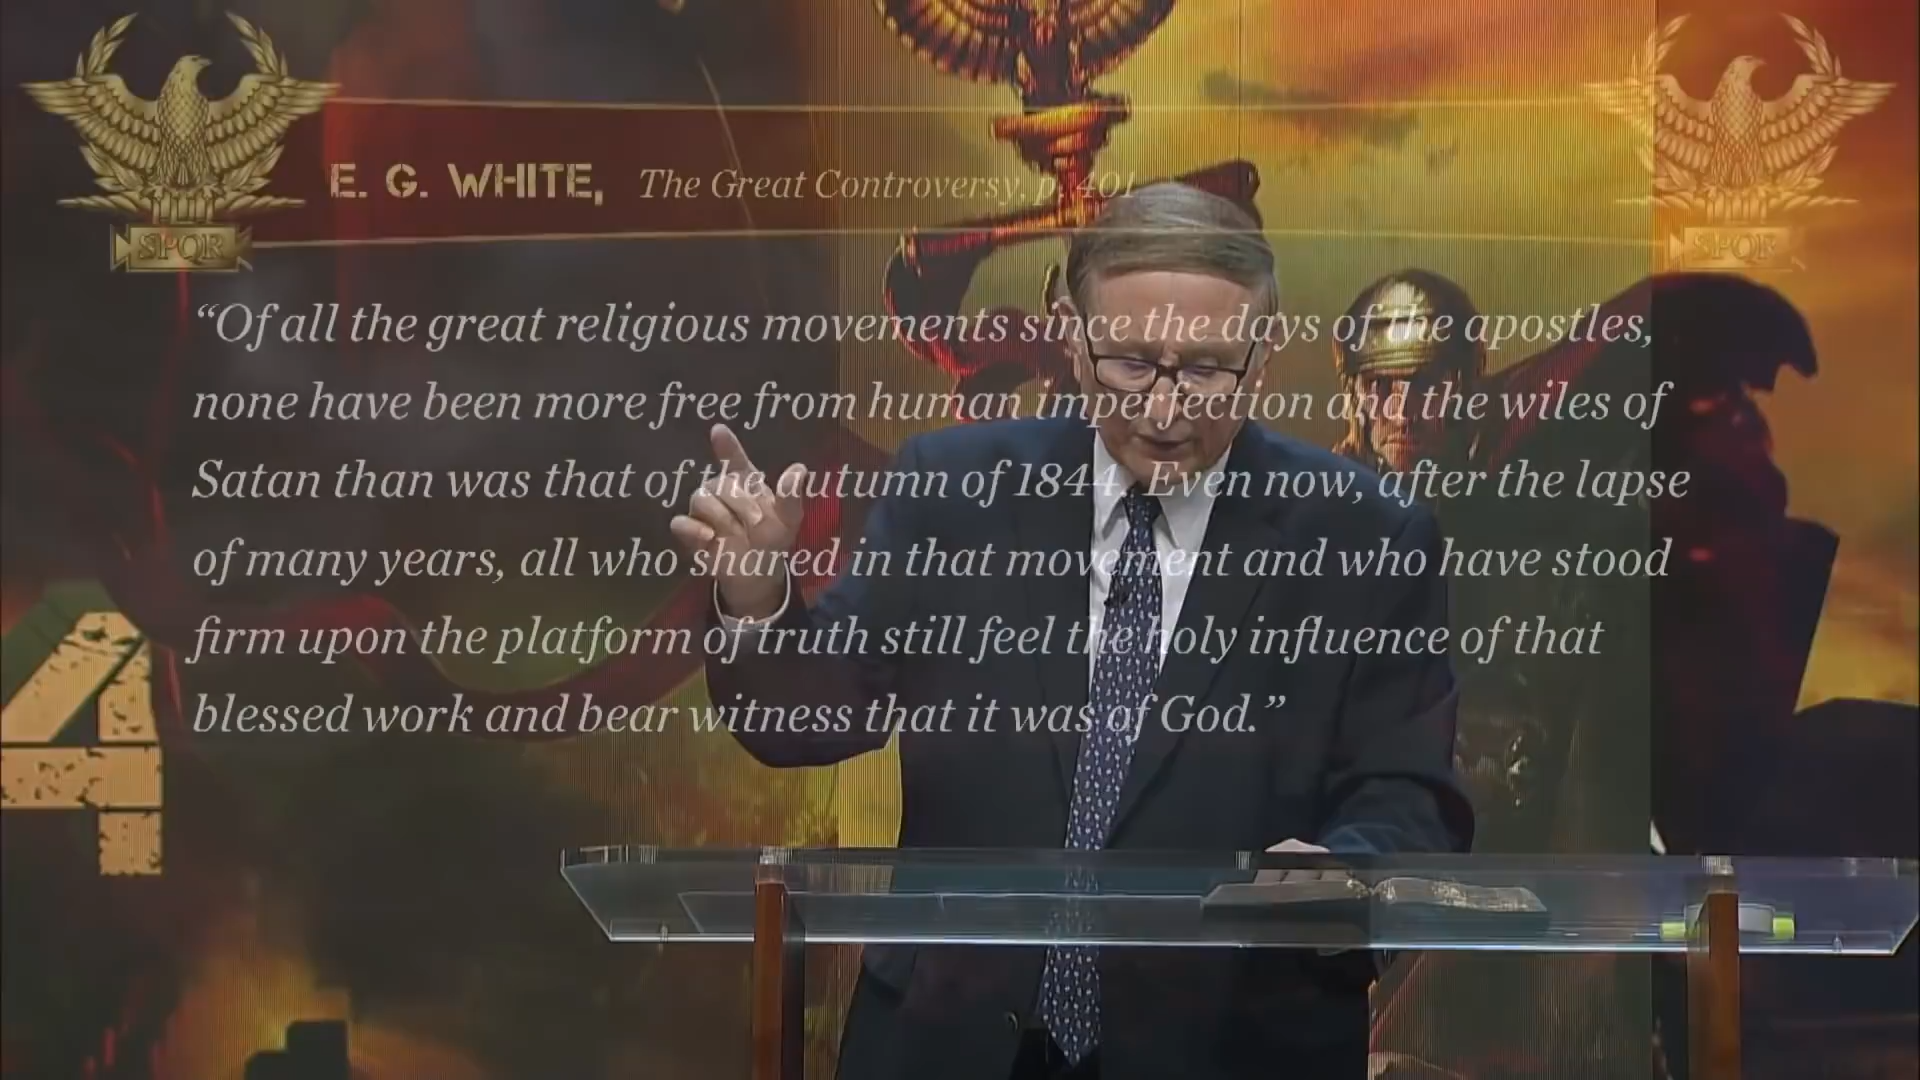 SPQR
SPQR
E. G. WHITE, The Great Controversy, p. 401
“Of all the great religious movements since the days of the apostles,
none have been more free from human imperfection and the wiles of
Satan than was that of the autumn of 1844. Even now, after the lapse
of many years, all who shared in that movement and who have stood
firm upon the platform of truth still feel the holy influence of that
blessed work and bear witness that it was of God.”
4